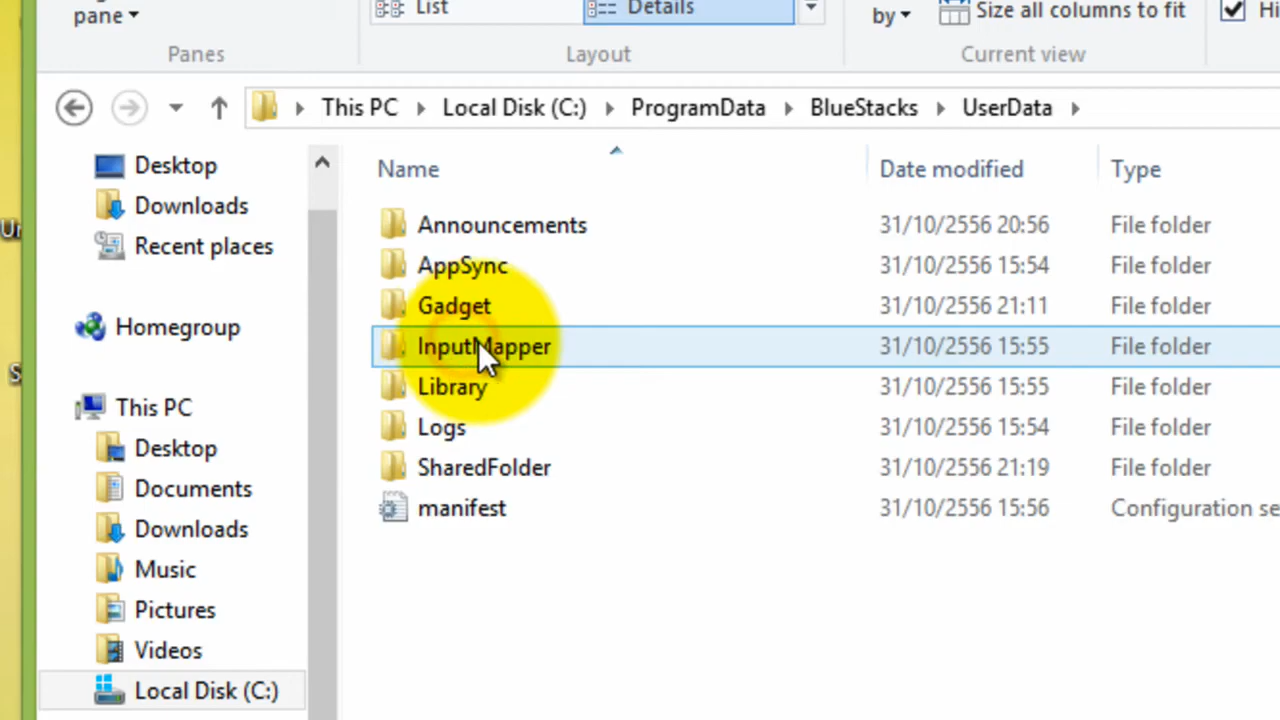 pane
List
Details
by
Size all columns to fit
Hi
Panes
Layout
Current view
This PC
Local Disk (C:)
ProgramData
BlueStacks
UserData
Desktop
Downloads
Recent places
Homegroup
This PC
Desktop
Documents
Downloads
Music
Pictures
Videos
Local Disk (C:)
Name Date modified Type
Announcements 31/10/2556 20:56 File folder
AppSync 31/10/2556 15:54 File folder
Gadget 31/10/2556 21:11 File folder
InputMapper 31/10/2556 15:55 File folder
Library 31/10/2556 15:55 File folder
Logs 31/10/2556 15:54 File folder
SharedFolder 31/10/2556 21:19 File folder
manifest 31/10/2556 15:56 Configuration se